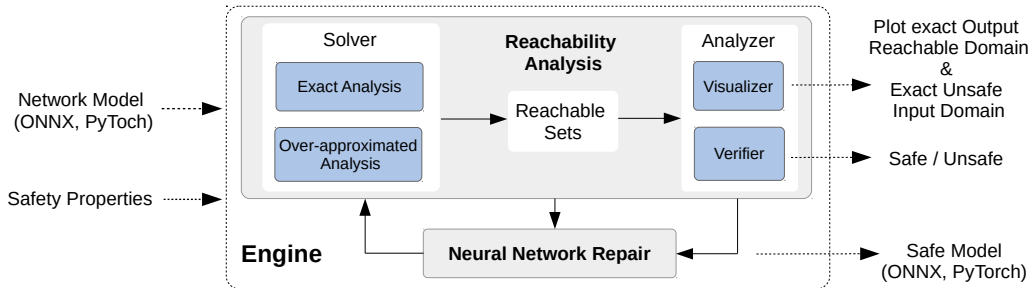 Network Model
(ONNX, PyToch)
Safety Properties
Solver
Exact Analysis
Over-approximated
Analysis
Reachability
Analysis
Reachable
Sets
Analyzer
Visualizer
Verifier
Engine
Neural Network Repair
Plot exact Output
Reachable Domain
&
Exact Unsafe
Input Domain
Safe / Unsafe
Safe Model
(ONNX, PyTorch)